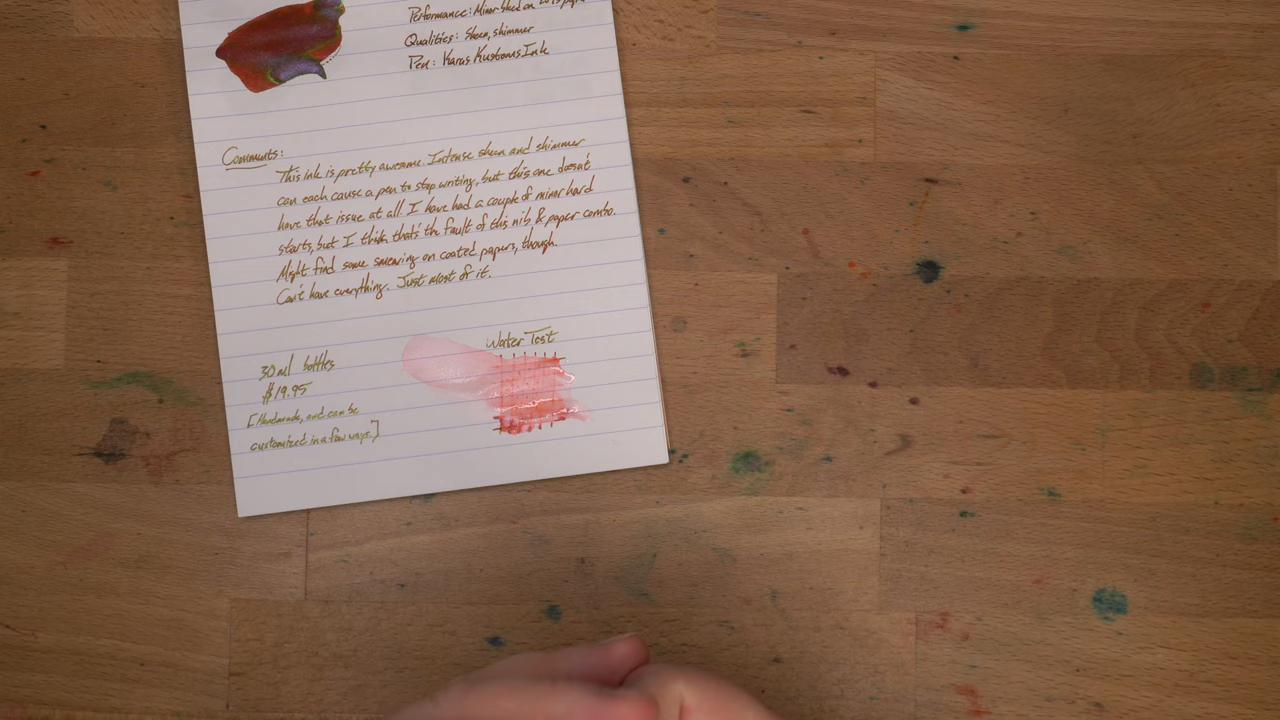 Performance: Minor shed on 2013 paper
Qualities: Sheen, shimmer
Pen: Karas Kustoms Ink
Comments:
This ink is pretty awesome. Intense sheen and shimmer
can each cause a pen to stop writing, but this one doesn't
have that issue at all. I have had a couple of minor hard
starts, but I think that's the fault of this nib & paper combo.
Might find some smearing on coated papers, though.
Can't have everything. Just most of it.
Water Test
30 ml bottles
$19.95
[Handmade, and can be
customized in a few ways.]